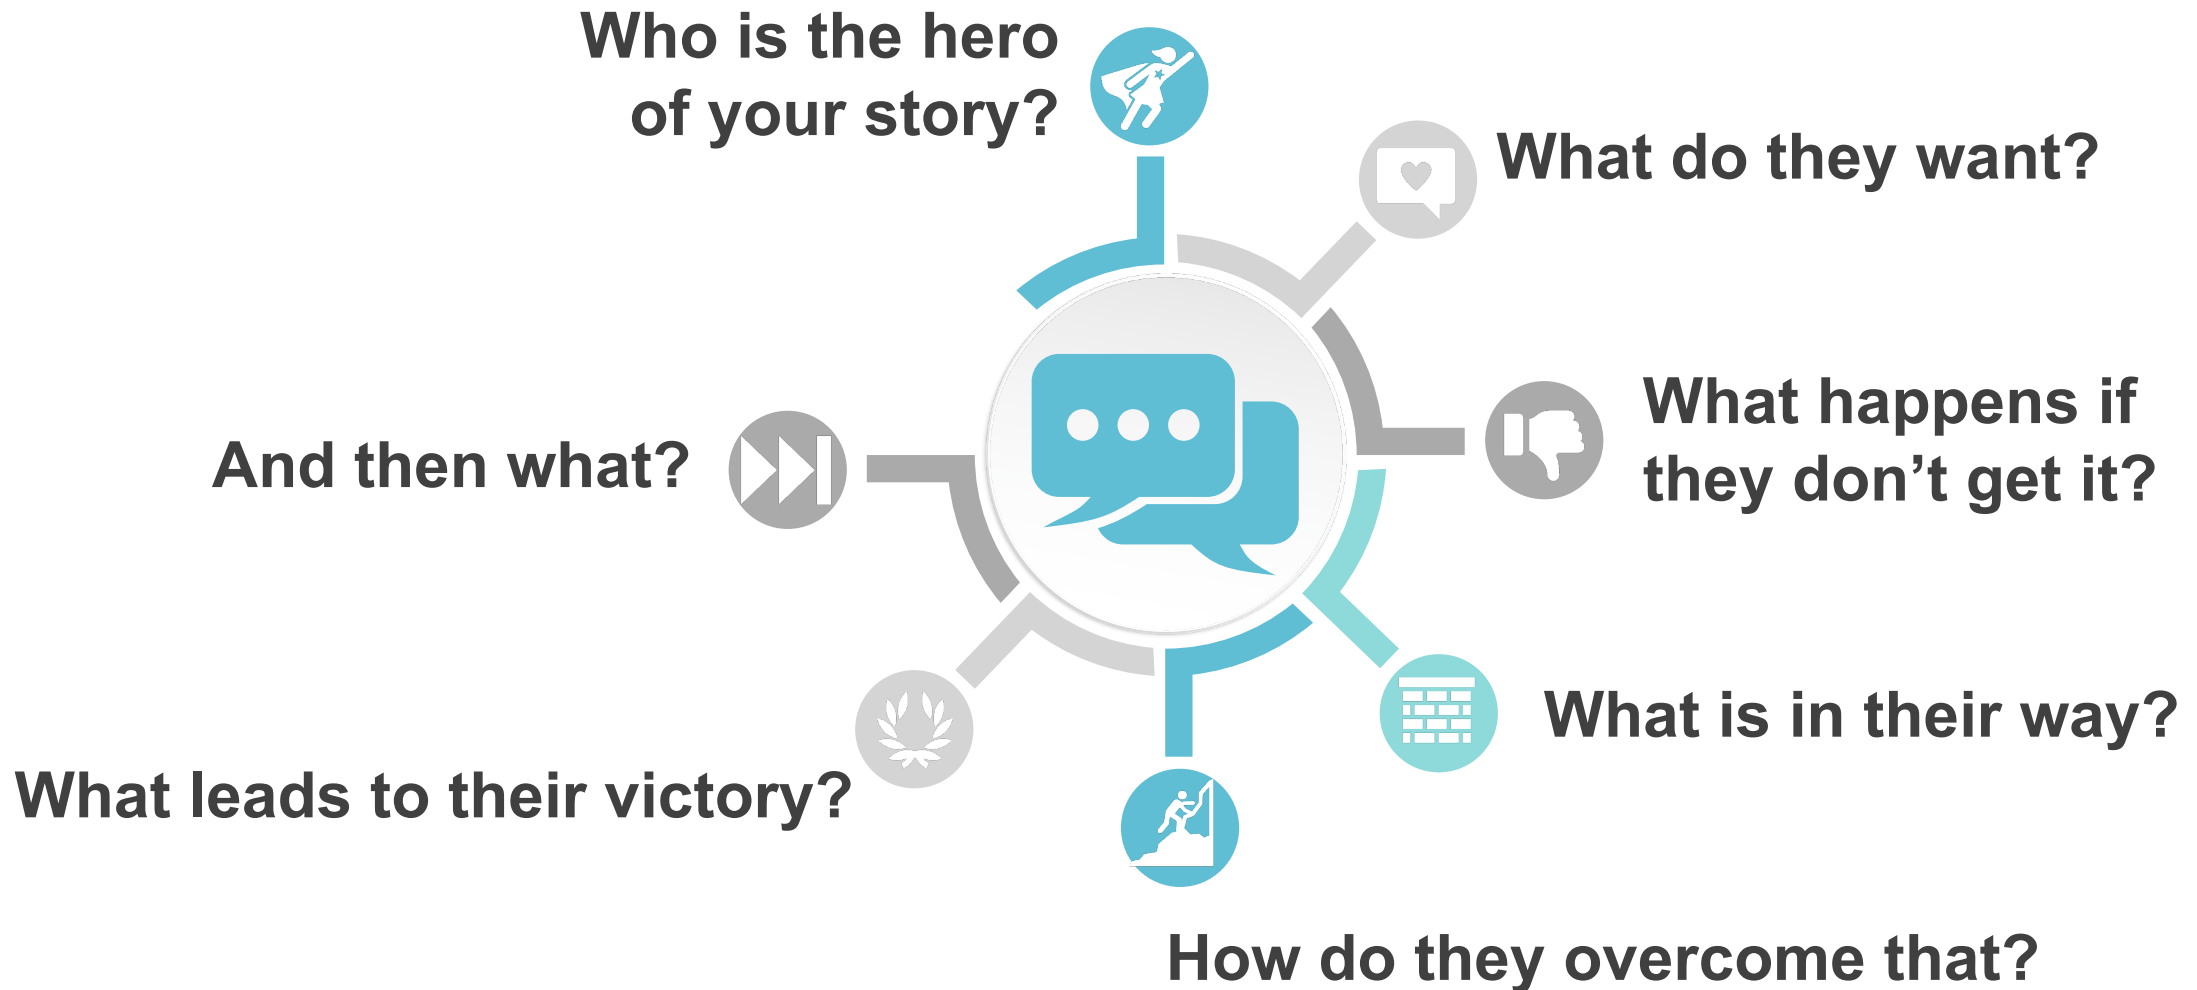 Who is the hero
of your story?
What do they want?
What happens if
they don’t get it?
What is in their way?
How do they overcome that?
What leads to their victory?
And then what?